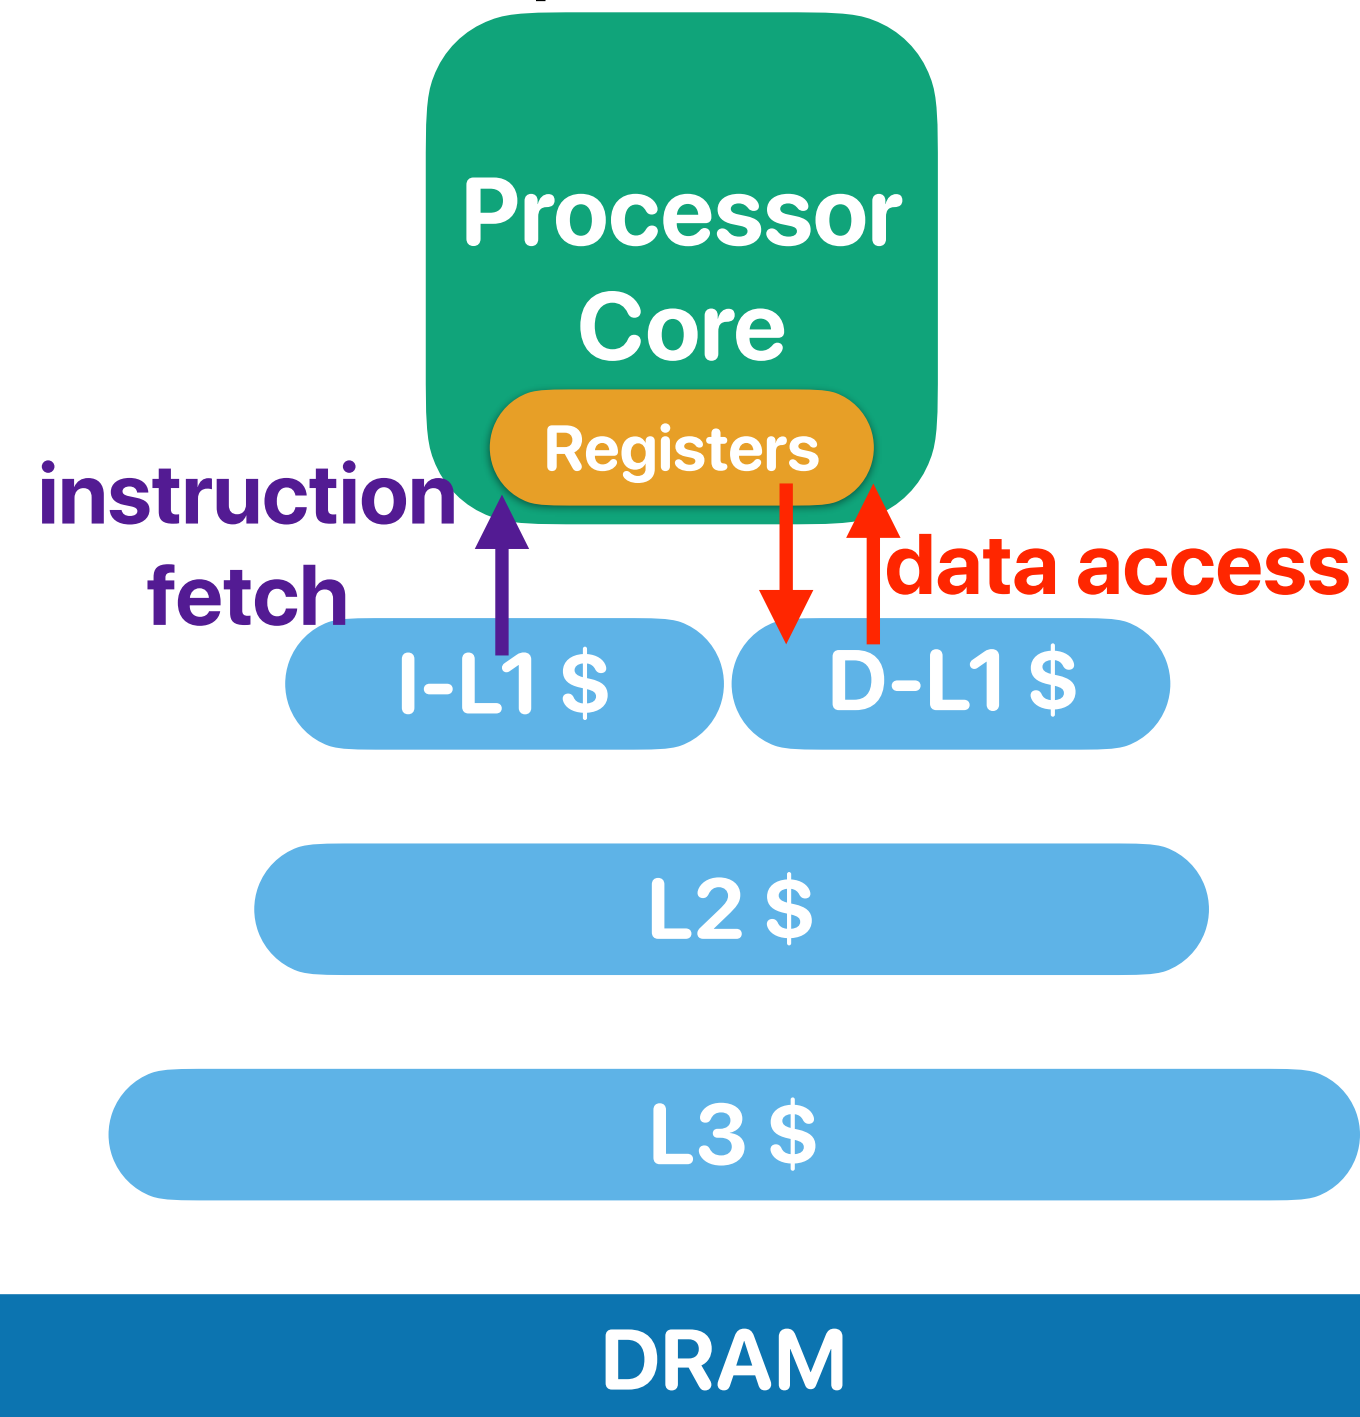 Processor
Core
Registers
instruction
fetch
data access
I-L1 $
D-L1 $
L2 $
L3 $
DRAM